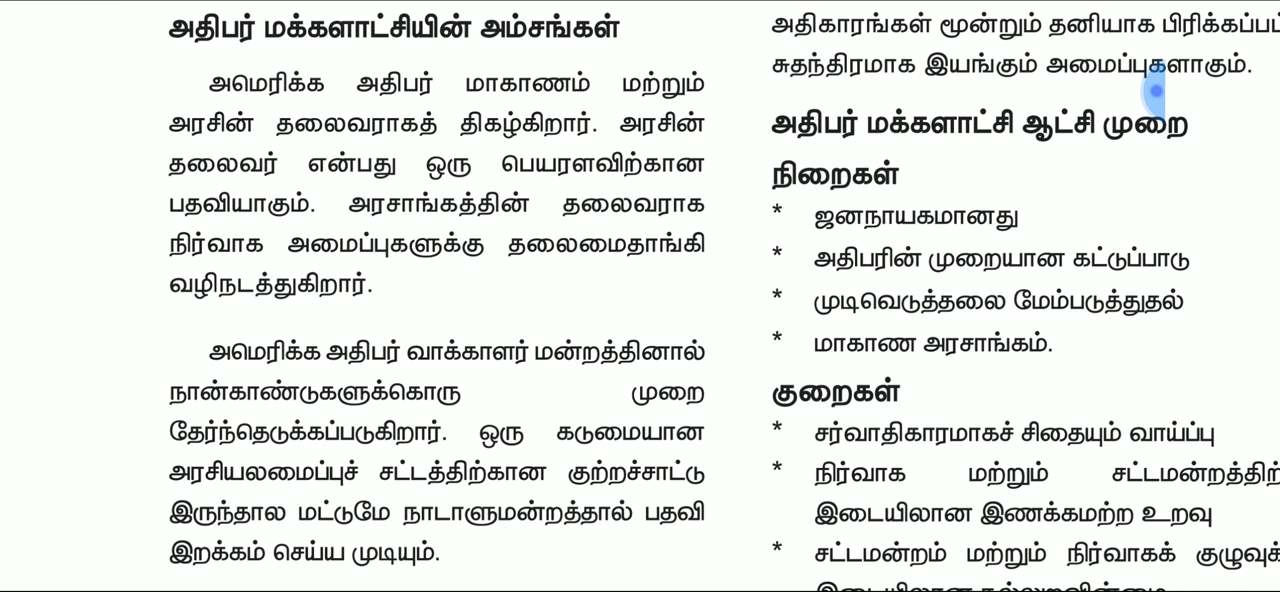 அதிபர் மக்களாட்சியின் அம்சங்கள்
அமெரிக்க அதிபர் மாகாணம் மற்றும்
அரசின் தலைவராகத் திகழ்கிறார். அரசின்
தலைவர் என்பது ஒரு பெயரளவிற்கான
பதவியாகும். அரசாங்கத்தின் தலைவராக
நிர்வாக அமைப்புகளுக்கு தலைமைதாங்கி
வழிநடத்துகிறார்.
அமெரிக்க அதிபர் வாக்காளர் மன்றத்தினால்
நான்காண்டுகளுக்கொரு முறை
தேர்ந்தெடுக்கப்படுகிறார். ஒரு கடுமையான
அரசியலமைப்புச் சட்டத்திற்கான குற்றச்சாட்டு
இருந்தால மட்டுமே நாடாளுமன்றத்தால் பதவி
இறக்கம் செய்ய முடியும்.
அதிகாரங்கள் மூன்றும் தனியாக
சுதந்திரமாக இயங்கும் அமைப்புகளாகும்.
அதிபர் மக்களாட்சி ஆட்சி முறை
நிறைகள்
* ஜனநாயகமானது
* அதிபரின் முறையான கட்டுப்பாடு
* முடிவெடுத்தலை மேம்படுத்துதல்
* மாகாண அரசாங்கம்.
குறைகள்
* சர்வாதிகாரமாகச் சிதையும் வாய்ப்பு
* நிர்வாக மற்றும்
இடையிலான இணக்கமற்ற உறவு
* சட்டமன்றம் மற்றும் நிர்வாகக்